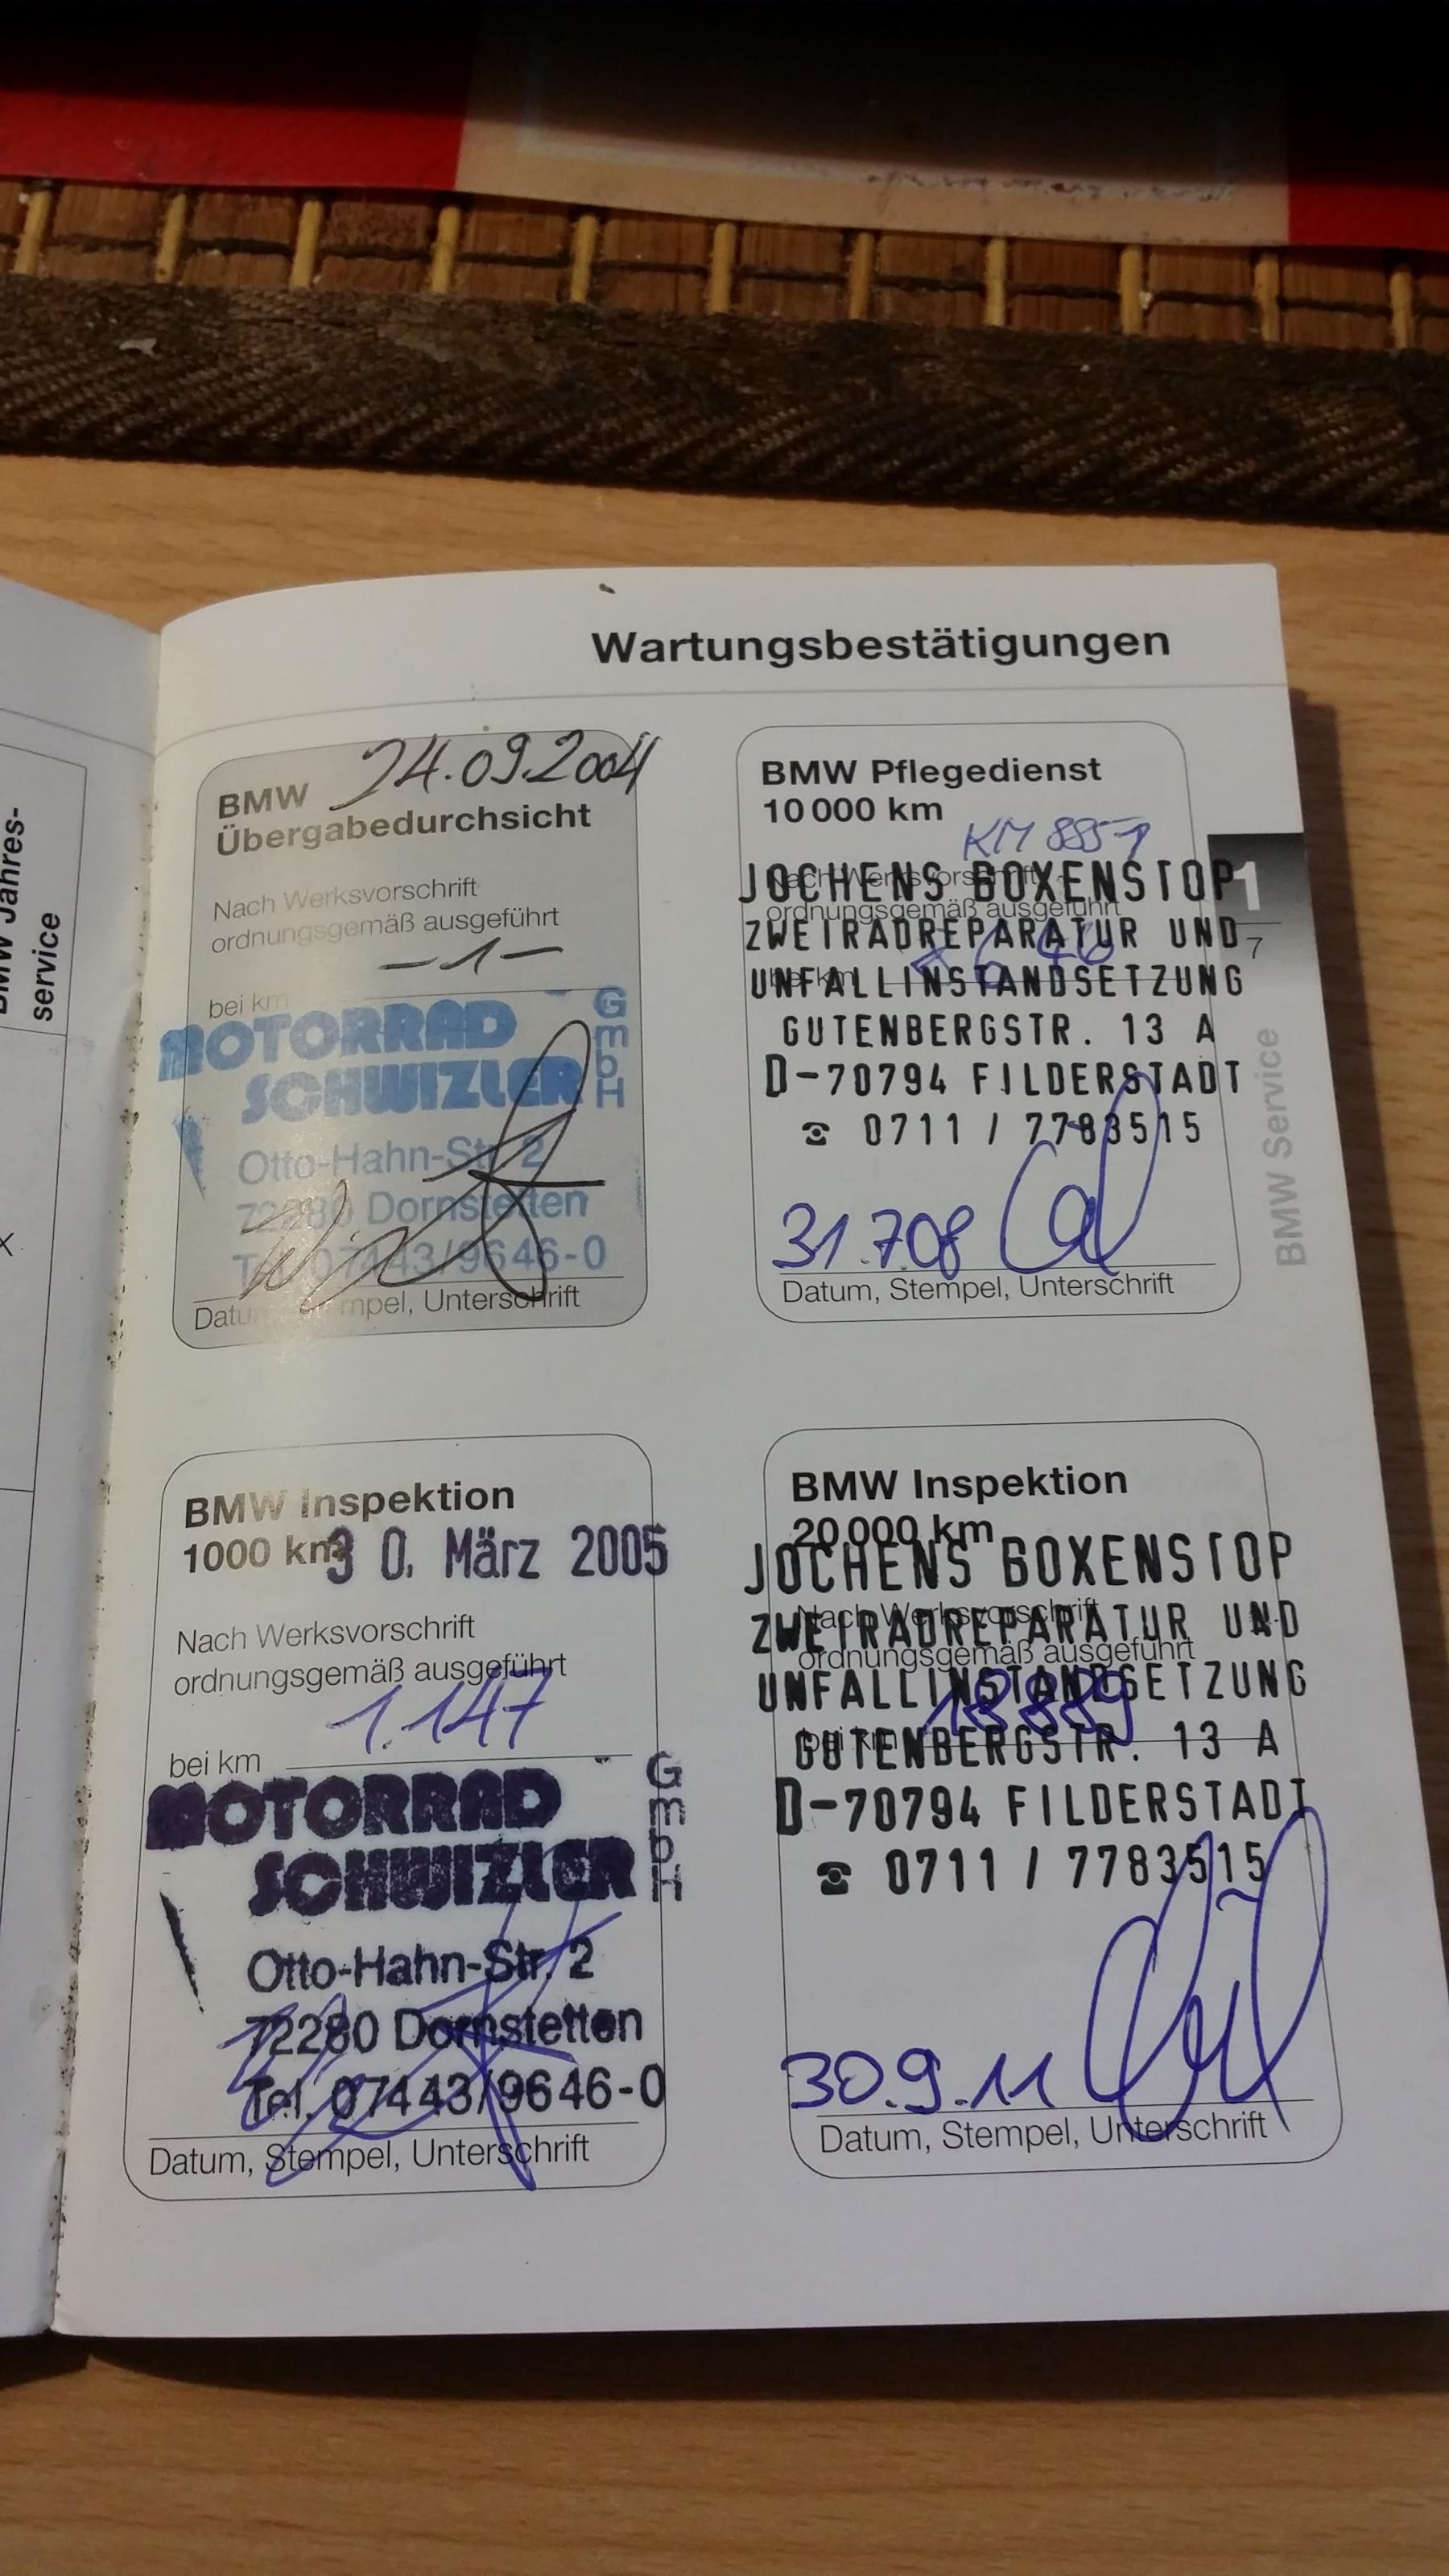 BMW Jahres-
service
Wartungsbestätigungen
24.09.2004
BMW
Übergabedurchsicht
Nach Werksvorschrift
ordnungsgemäß ausgeführt
-1-
bei km
MOTORRAD
SCHWIZLER
GmbH
Otto-Hahn-Str. 2
72280 Dornstetten
Tel. 07443/9646-0
Datum, Stempel, Unterschrift
BMW Pflegedienst
10 000 km
KM 8851
Nach Werksvorschrift
ordnungsgemäß ausgeführt
bei km
JOCHENS BOXENSTOP
ZWEIRADREPARATUR UND
UNFALLINSTANDSETZUNG
GUTENBERGSTR. 13 A
D-70794 FILDERSTADT
☎ 0711 / 7783515
31.7.08
Datum, Stempel, Unterschrift
1
7
BMW Service
BMW Inspektion
1000 km
30. März 2005
Nach Werksvorschrift
ordnungsgemäß ausgeführt
1.147
bei km
MOTORRAD
SCHWIZLER
GmbH
Otto-Hahn-Str. 2
72280 Dornstetten
Tel. 07443/9646-0
Datum, Stempel, Unterschrift
BMW Inspektion
20 000 km
Nach Werksvorschrift
ordnungsgemäß ausgeführt
18889
bei km
JOCHENS BOXENSTOP
ZWEIRADREPARATUR UND
UNFALLINSTANDSETZUNG
GUTENBERGSTR. 13 A
D-70794 FILDERSTADT
☎ 0711 / 7783515
30.9.11
Datum, Stempel, Unterschrift